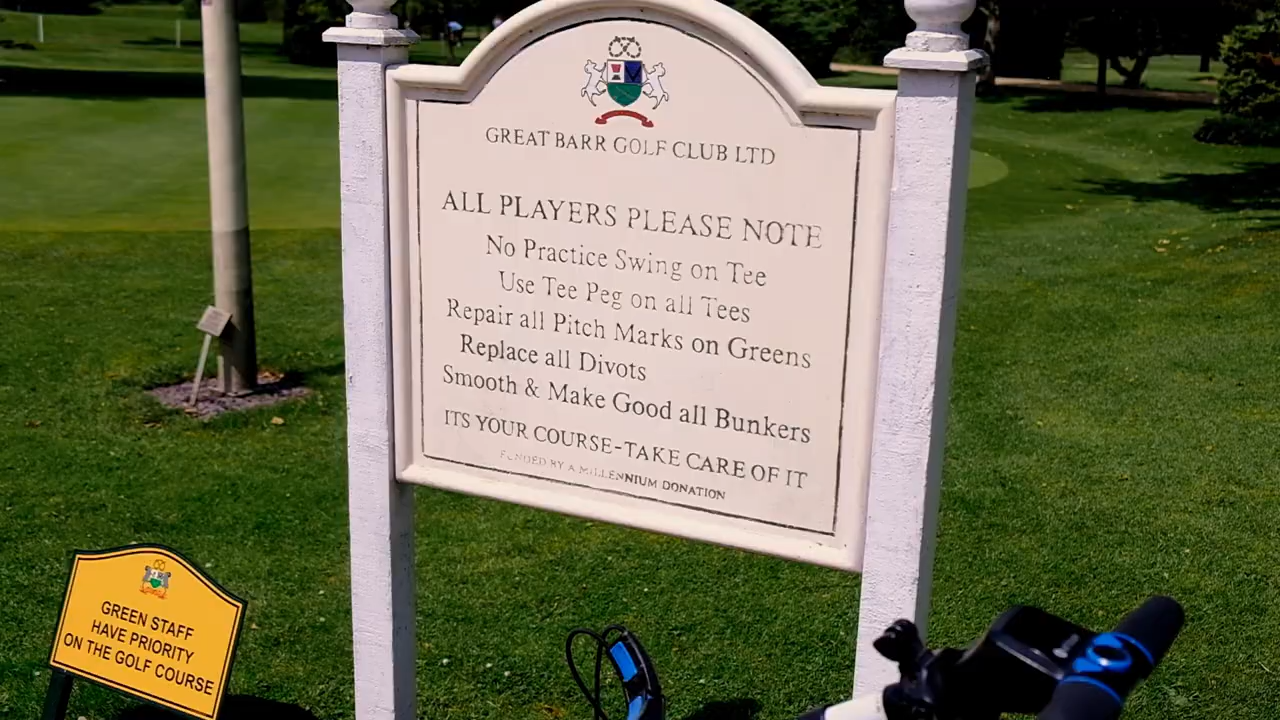 GREAT BARR GOLF CLUB LTD
ALL PLAYERS PLEASE NOTE
No Practice Swing on Tee
Use Tee Peg on all Tees
Repair all Pitch Marks on Greens
Replace all Divots
Smooth & Make Good all Bunkers
ITS YOUR COURSE-TAKE CARE OF IT
FUNDED BY A MILLENNIUM DONATION
GREEN STAFF
HAVE PRIORITY
ON THE GOLF COURSE